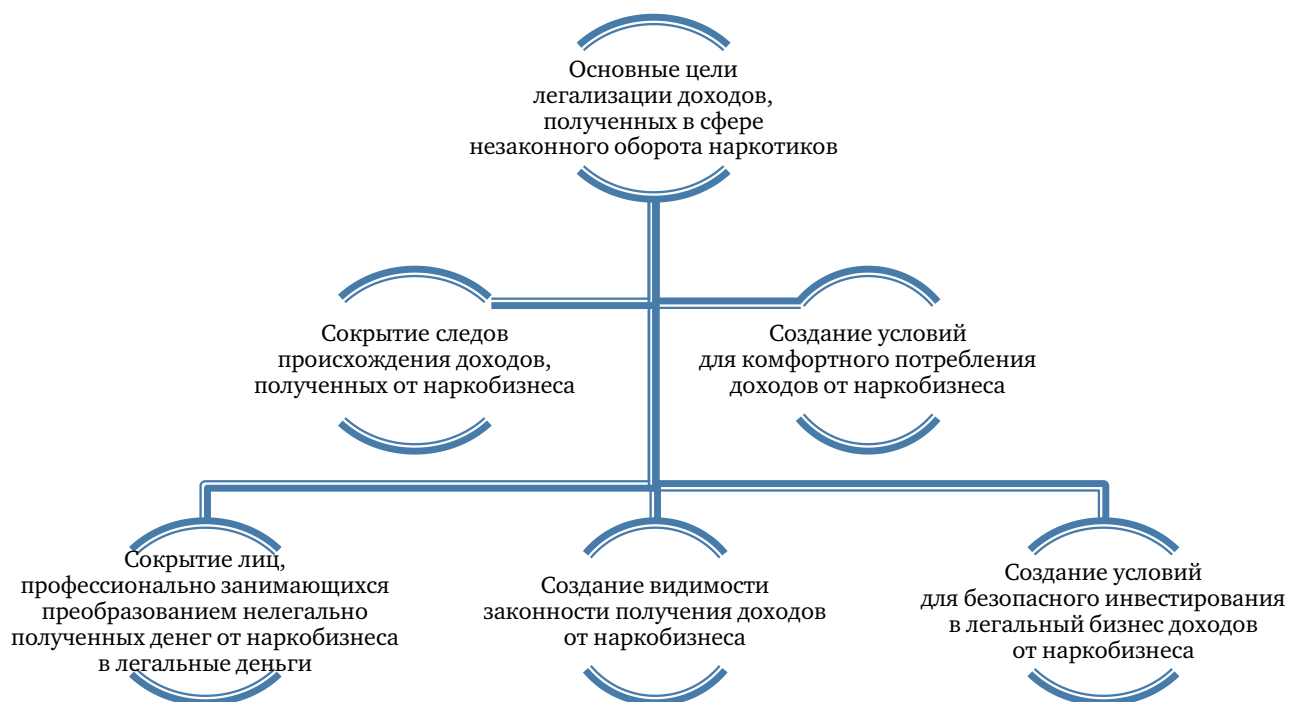 Основные цели
легализации доходов,
полученных в сфере
незаконного оборота наркотиков
Сокрытие следов
происхождения доходов,
полученных от наркобизнеса
Создание условий
для комфортного потребления
доходов от наркобизнеса
Сокрытие лиц,
профессионально занимающихся
преобразованием нелегально
полученных денег от наркобизнеса
в легальные деньги
Создание видимости
законности получения доходов
от наркобизнеса
Создание условий
для безопасного инвестирования
в легальный бизнес доходов
от наркобизнеса